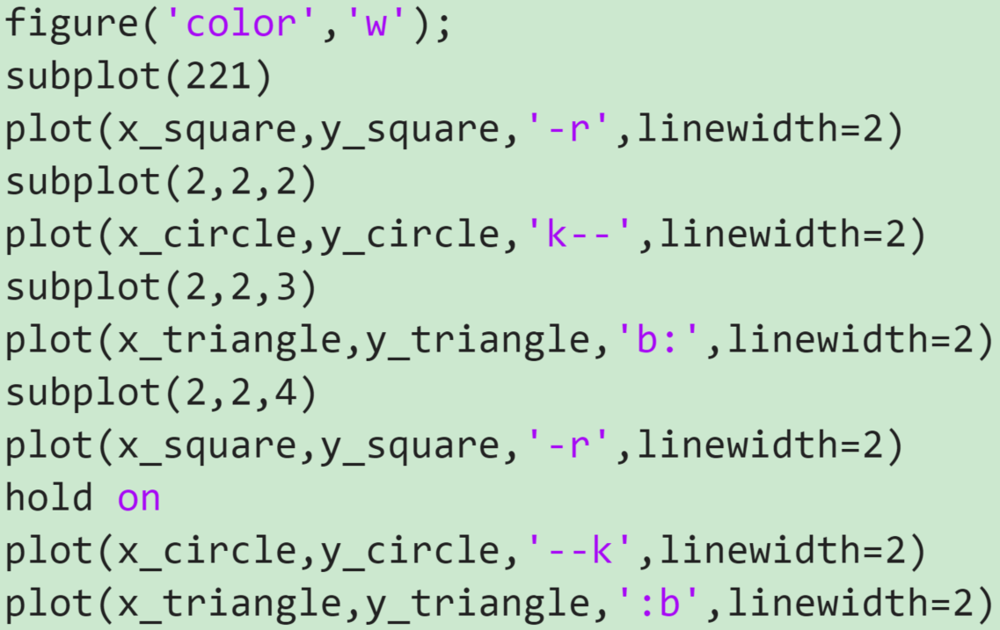 figure('color','w');
subplot(221)
plot(x_square,y_square,'-r',linewidth=2)
subplot(2,2,2)
plot(x_circle,y_circle,'k--',linewidth=2)
subplot(2,2,3)
plot(x_triangle,y_triangle,'b:',linewidth=2)
subplot(2,2,4)
plot(x_square,y_square,'-r',linewidth=2)
hold on
plot(x_circle,y_circle,'--k',linewidth=2)
plot(x_triangle,y_triangle,':b',linewidth=2)